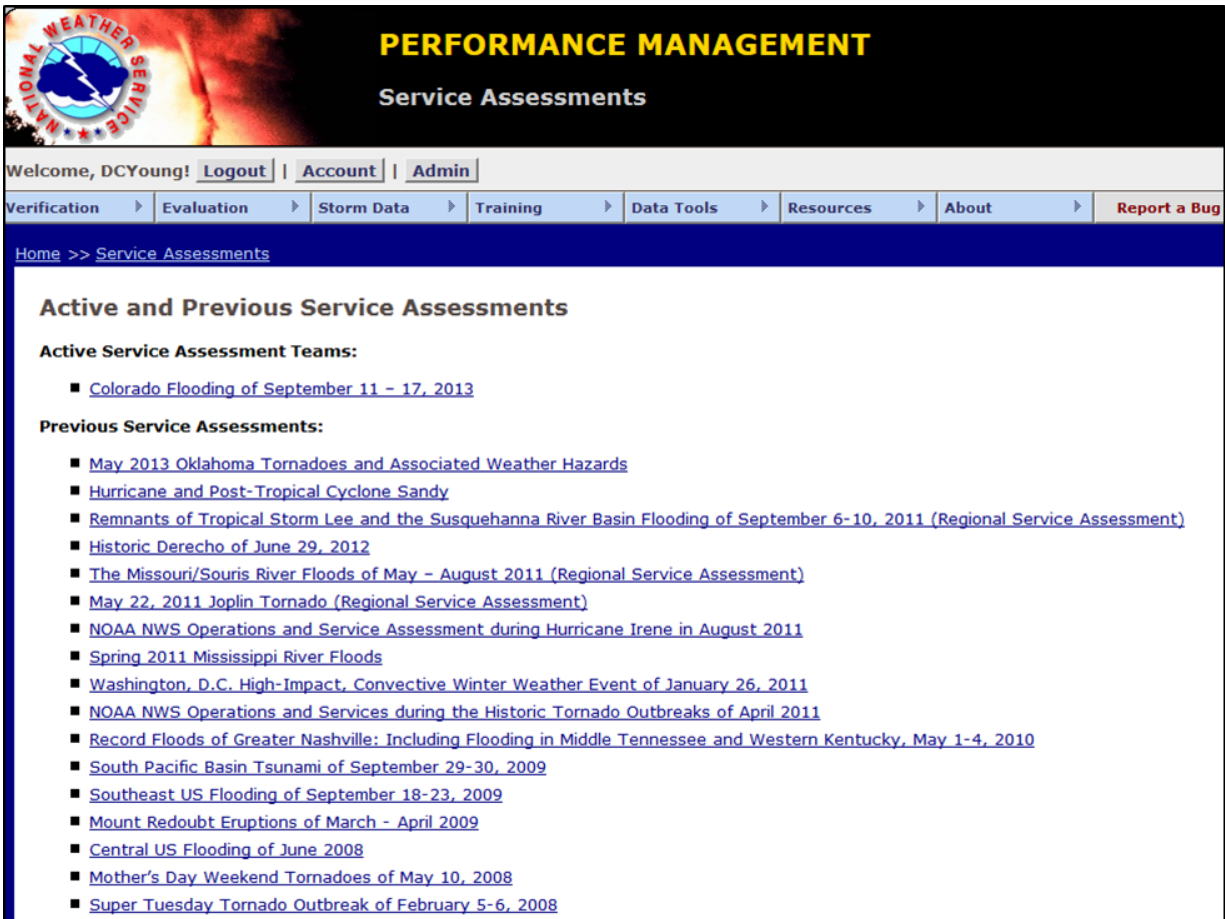 NATIONAL WEATHER SERVICE
PERFORMANCE MANAGEMENT
Service Assessments
Welcome, DCYoung! Logout | Account | Admin
Verification Evaluation Storm Data Training Data Tools Resources About Report a Bug
Home >> Service Assessments
Active and Previous Service Assessments
Active Service Assessment Teams:
Colorado Flooding of September 11 – 17, 2013
Previous Service Assessments:
May 2013 Oklahoma Tornadoes and Associated Weather Hazards
Hurricane and Post-Tropical Cyclone Sandy
Remnants of Tropical Storm Lee and the Susquehanna River Basin Flooding of September 6-10, 2011 (Regional Service Assessment)
Historic Derecho of June 29, 2012
The Missouri/Souris River Floods of May – August 2011 (Regional Service Assessment)
May 22, 2011 Joplin Tornado (Regional Service Assessment)
NOAA NWS Operations and Service Assessment during Hurricane Irene in August 2011
Spring 2011 Mississippi River Floods
Washington, D.C. High-Impact, Convective Winter Weather Event of January 26, 2011
NOAA NWS Operations and Services during the Historic Tornado Outbreaks of April 2011
Record Floods of Greater Nashville: Including Flooding in Middle Tennessee and Western Kentucky, May 1-4, 2010
South Pacific Basin Tsunami of September 29-30, 2009
Southeast US Flooding of September 18-23, 2009
Mount Redoubt Eruptions of March - April 2009
Central US Flooding of June 2008
Mother's Day Weekend Tornadoes of May 10, 2008
Super Tuesday Tornado Outbreak of February 5-6, 2008